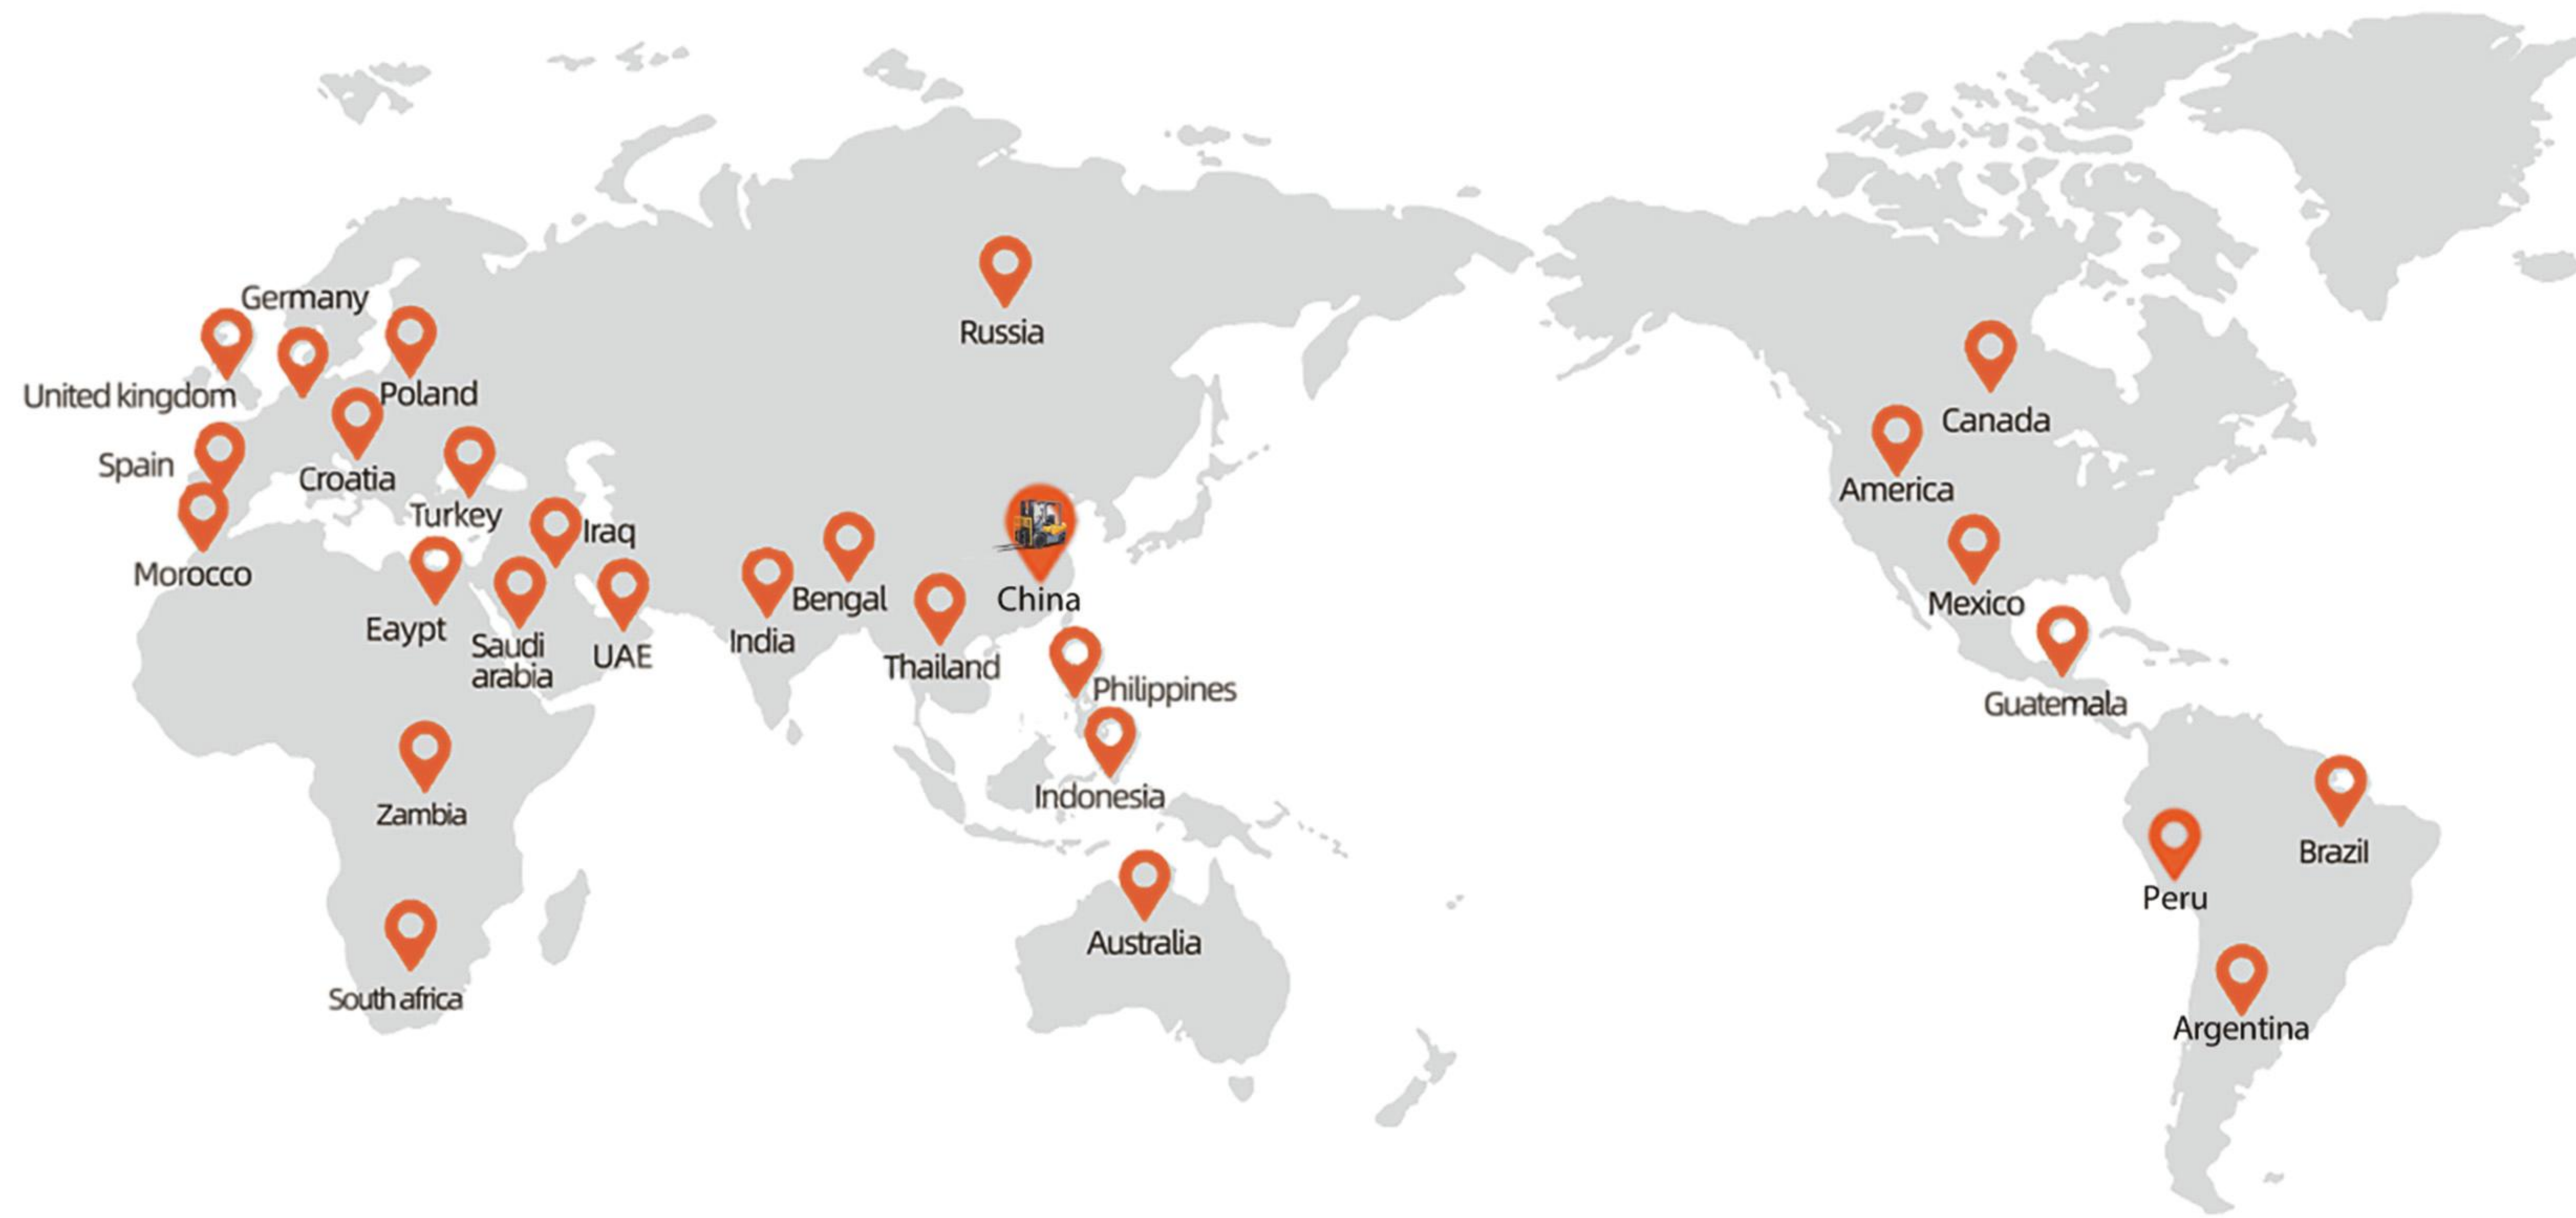 Germany
Russia
United kingdom
Poland
Canada
Spain
Croatia
America
Turkey
Iraq
Morocco
Bengal
China
Mexico
Eaypt
Saudi
arabia
UAE
India
Thailand
Philippines
Guatemala
Indonesia
Zambia
Brazil
Peru
Australia
South africa
Argentina